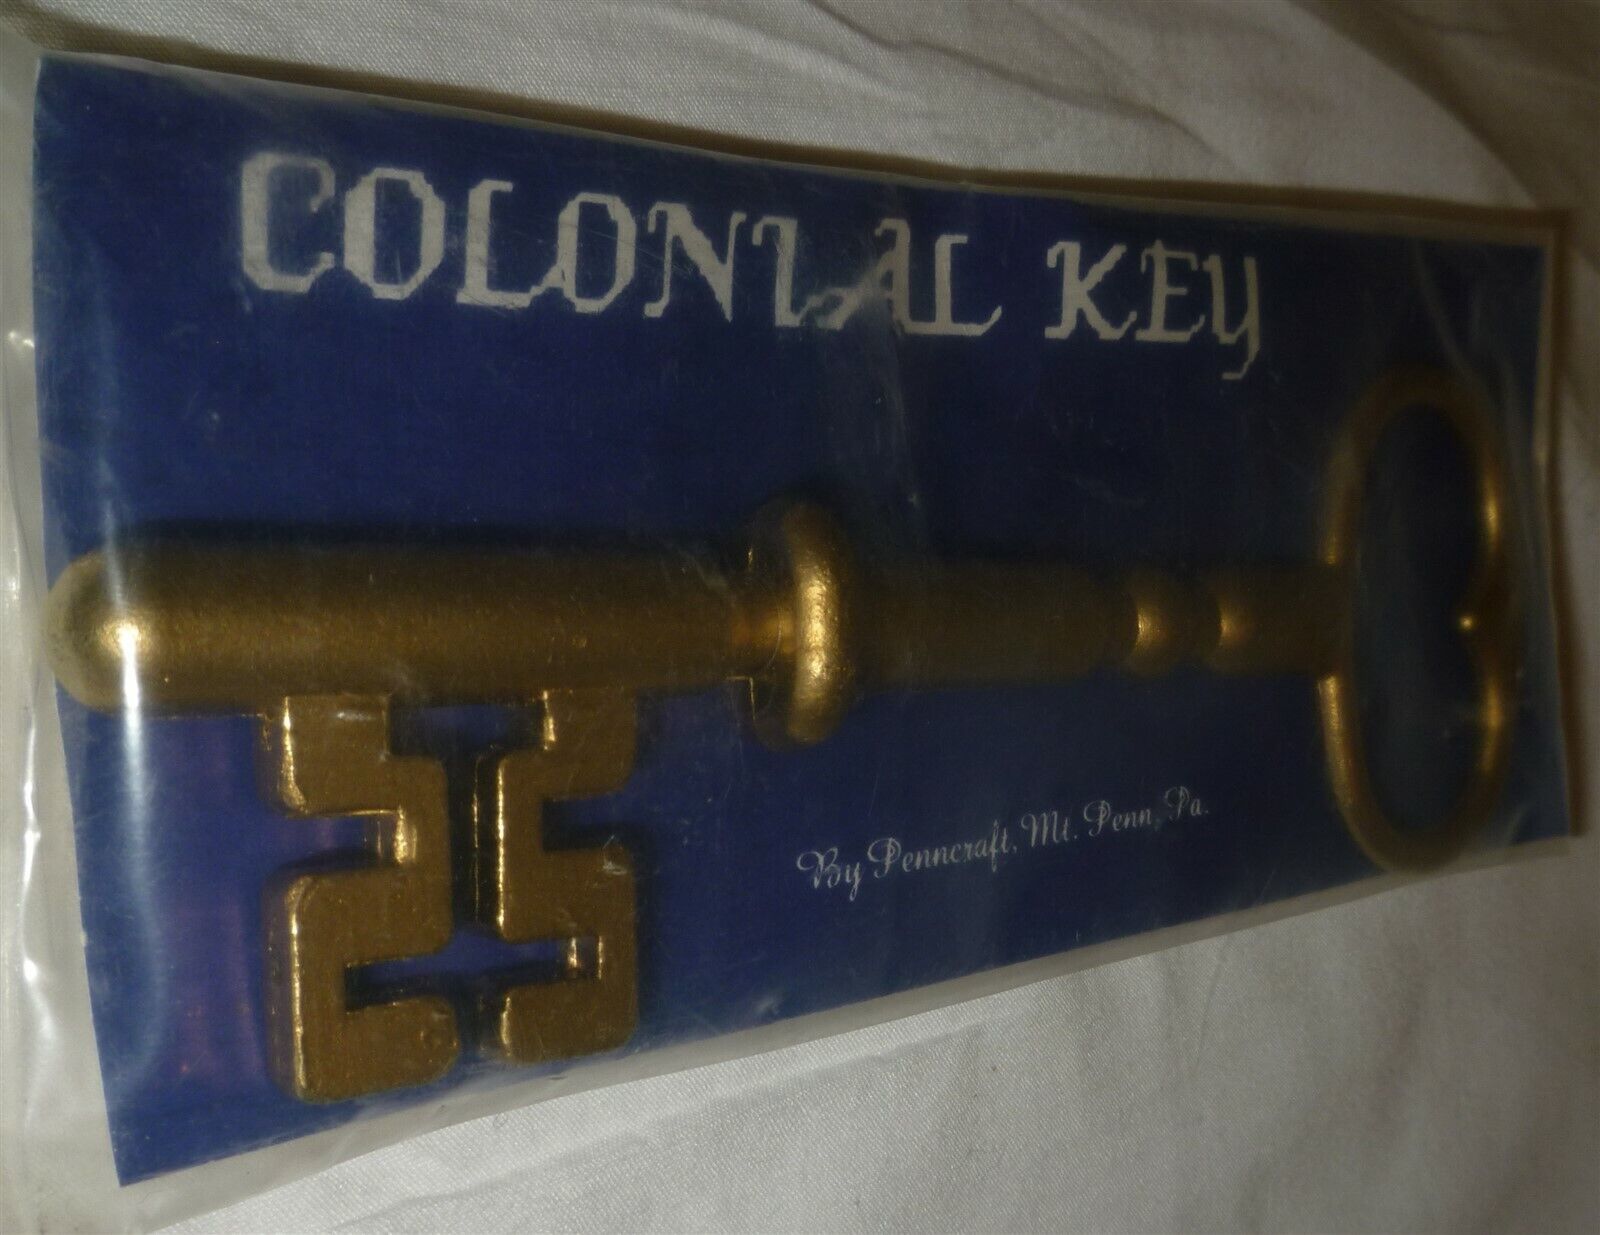 COLONIAL KEY
By Penncraft, Mt. Penn, Pa.